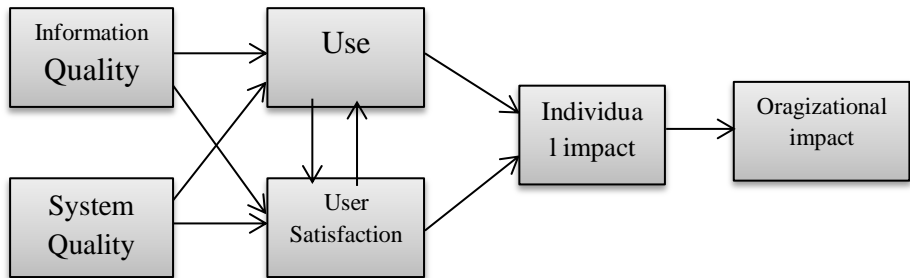 Information
Quality
Use
Individua
l impact
Oragizational
impact
System
Quality
User
Satisfaction